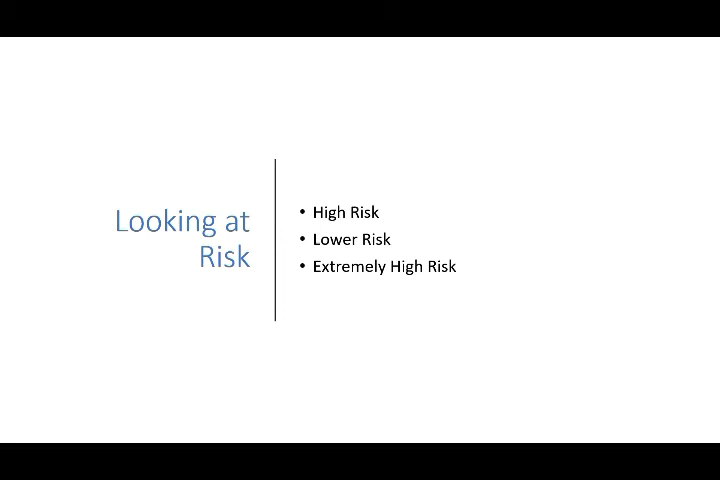 Looking at
Risk
• High Risk
• Lower Risk
• Extremely High Risk